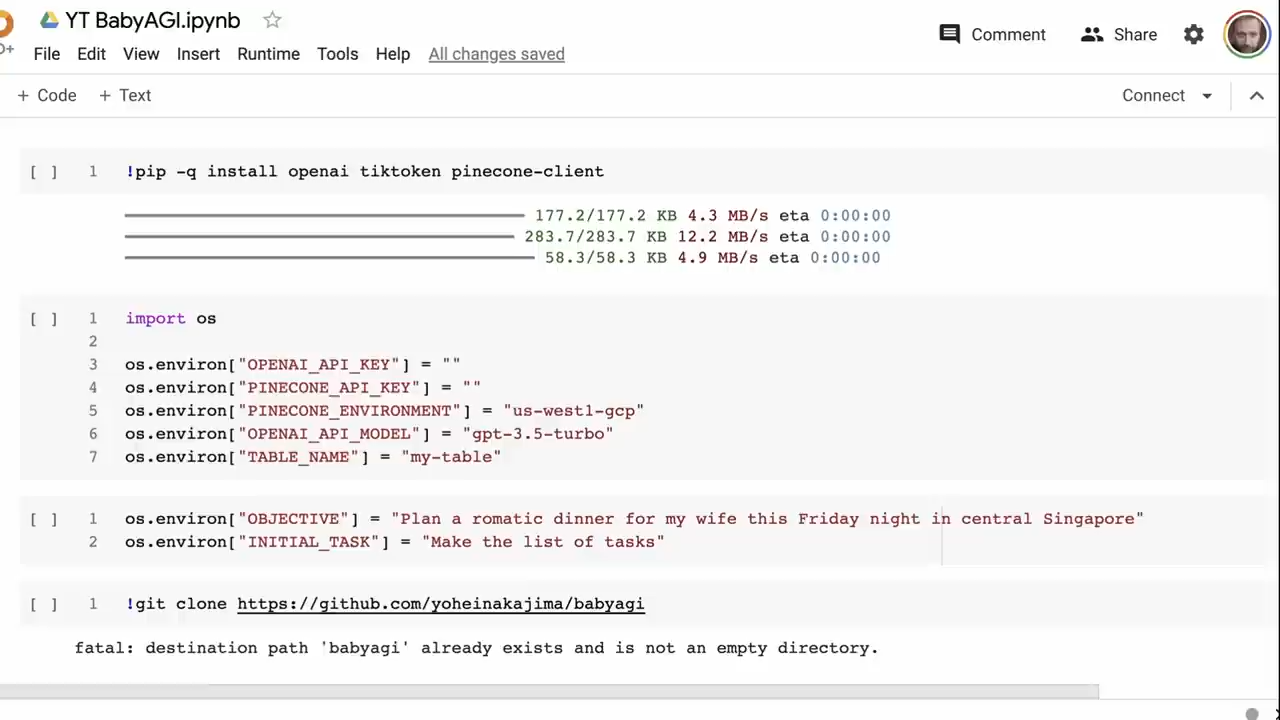 YT BabyAGI.ipynb
Comment
Share
File Edit View Insert Runtime Tools Help All changes saved
+ Code + Text
Connect
[ ] 1 !pip -q install openai tiktoken pinecone-client
177.2/177.2 KB 4.3 MB/s eta 0:00:00
283.7/283.7 KB 12.2 MB/s eta 0:00:00
58.3/58.3 KB 4.9 MB/s eta 0:00:00
[ ] 1 import os
2
3 os.environ["OPENAI_API_KEY"] = ""
4 os.environ["PINECONE_API_KEY"] = ""
5 os.environ["PINECONE_ENVIRONMENT"] = "us-west1-gcp"
6 os.environ["OPENAI_API_MODEL"] = "gpt-3.5-turbo"
7 os.environ["TABLE_NAME"] = "my-table"
[ ] 1 os.environ["OBJECTIVE"] = "Plan a romatic dinner for my wife this Friday night in central Singapore"
2 os.environ["INITIAL_TASK"] = "Make the list of tasks"
[ ] 1 !git clone https://github.com/yoheinakajima/babyagi
fatal: destination path 'babyagi' already exists and is not an empty directory.